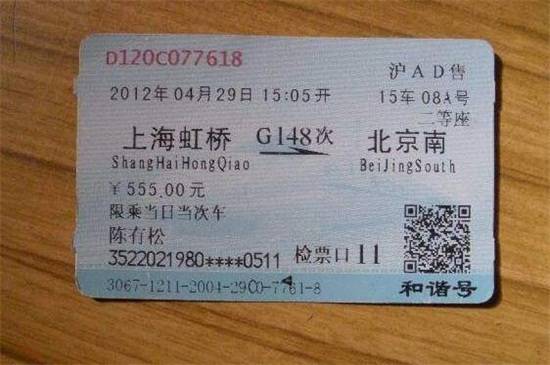 D120C077618
沪AD售
2012年04月29日15:05开
15车08A号
二等座
上海虹桥 G148次 北京南
ShangHaiHongQiao BeiJingSouth
￥555.00元
限乘当日当次车
陈有松
3522021980****0511 检票口11
3067-1211-2004-29C0-7761-8
和谐号